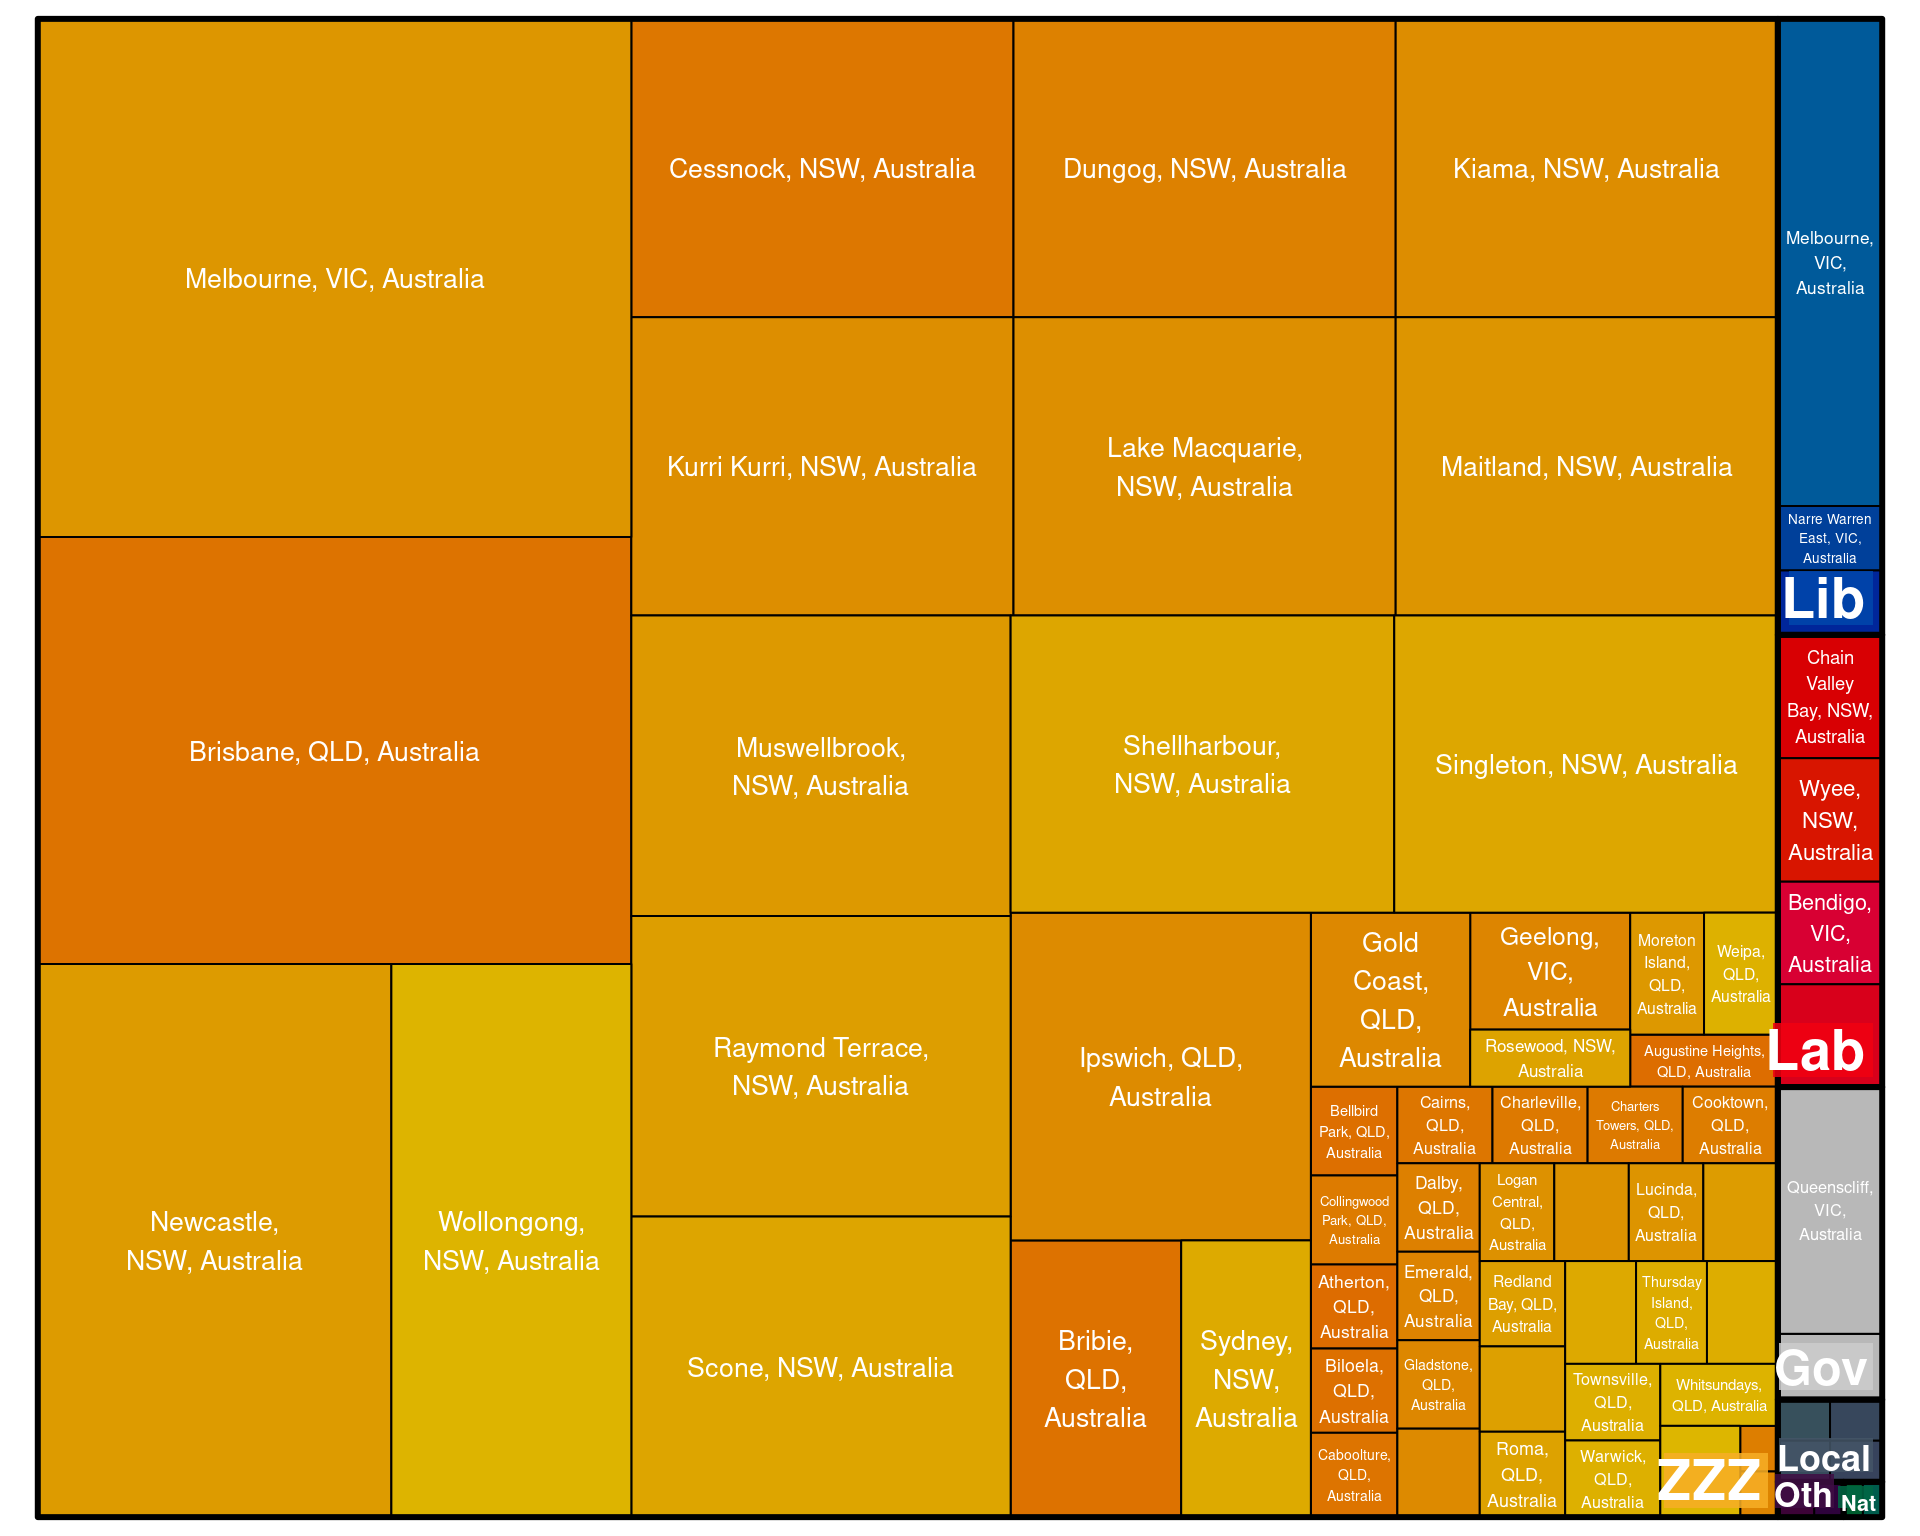 Melbourne, VIC, Australia
Brisbane, QLD, Australia
Newcastle,
NSW, Australia
Wollongong,
NSW, Australia
Cessnock, NSW, Australia
Dungog, NSW, Australia
Kiama, NSW, Australia
Kurri Kurri, NSW, Australia
Lake Macquarie,
NSW, Australia
Maitland, NSW, Australia
Muswellbrook,
NSW, Australia
Shellharbour,
NSW, Australia
Singleton, NSW, Australia
Raymond Terrace,
NSW, Australia
Scone, NSW, Australia
Ipswich, QLD,
Australia
Bribie,
QLD,
Australia
Sydney,
NSW,
Australia
Gold
Coast,
QLD,
Australia
Geelong,
VIC,
Australia
Moreton
Island,
QLD,
Australia
Weipa,
QLD,
Australia
Rosewood, NSW,
Australia
Augustine Heights,
QLD, Australia
Bellbird
Park, QLD,
Australia
Collingwood
Park, QLD,
Australia
Atherton,
QLD,
Australia
Biloela,
QLD,
Australia
Caboolture,
QLD,
Australia
Cairns,
QLD,
Australia
Charleville,
QLD,
Australia
Charters
Towers, QLD,
Australia
Cooktown,
QLD,
Australia
Dalby,
QLD,
Australia
Emerald,
QLD,
Australia
Gladstone,
QLD,
Australia
Logan
Central,
QLD,
Australia
Lucinda,
QLD,
Australia
Redland
Bay, QLD,
Australia
Thursday
Island,
QLD,
Australia
Roma,
QLD,
Australia
Townsville,
QLD,
Australia
Whitsundays,
QLD, Australia
Warwick,
QLD,
Australia
ZZZ
Melbourne,
VIC,
Australia
Narre Warren
East, VIC,
Australia
Lib
Chain
Valley
Bay, NSW,
Australia
Wyee,
NSW,
Australia
Bendigo,
VIC,
Australia
Lab
Queenscliff,
VIC,
Australia
Gov
Local
Oth
Nat